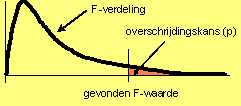 F-verdeling
overschrijdingskans (p)
gevonden F-waarde